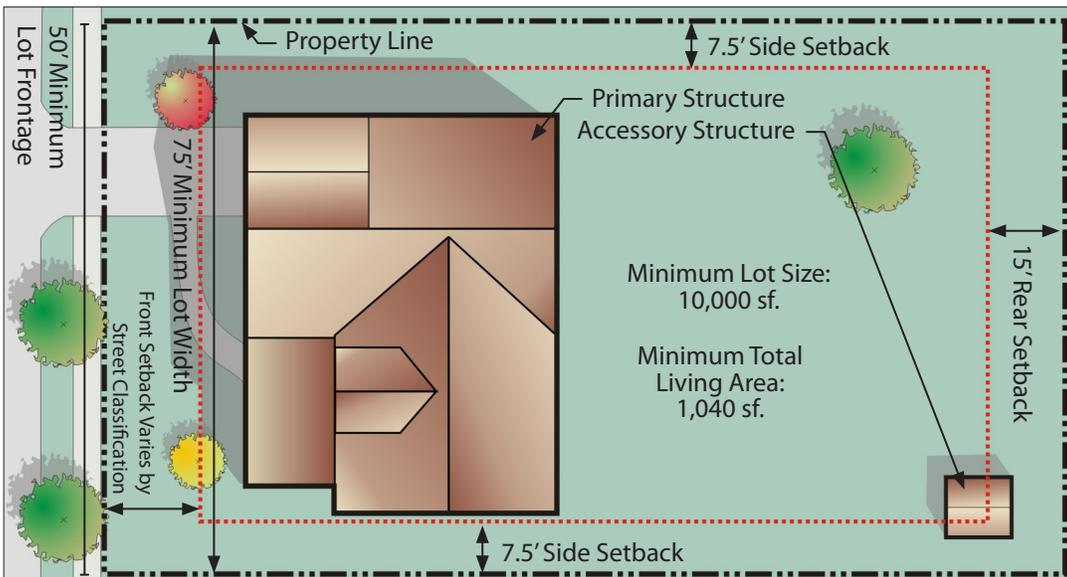 50' Minimum
Lot Frontage
Property Line
7.5' Side Setback
Primary Structure
Accessory Structure
75' Minimum Lot Width
Front Setback Varies by
Street Classification
Minimum Lot Size:
10,000 sf.
Minimum Total
Living Area:
1,040 sf.
15' Rear Setback
7.5' Side Setback